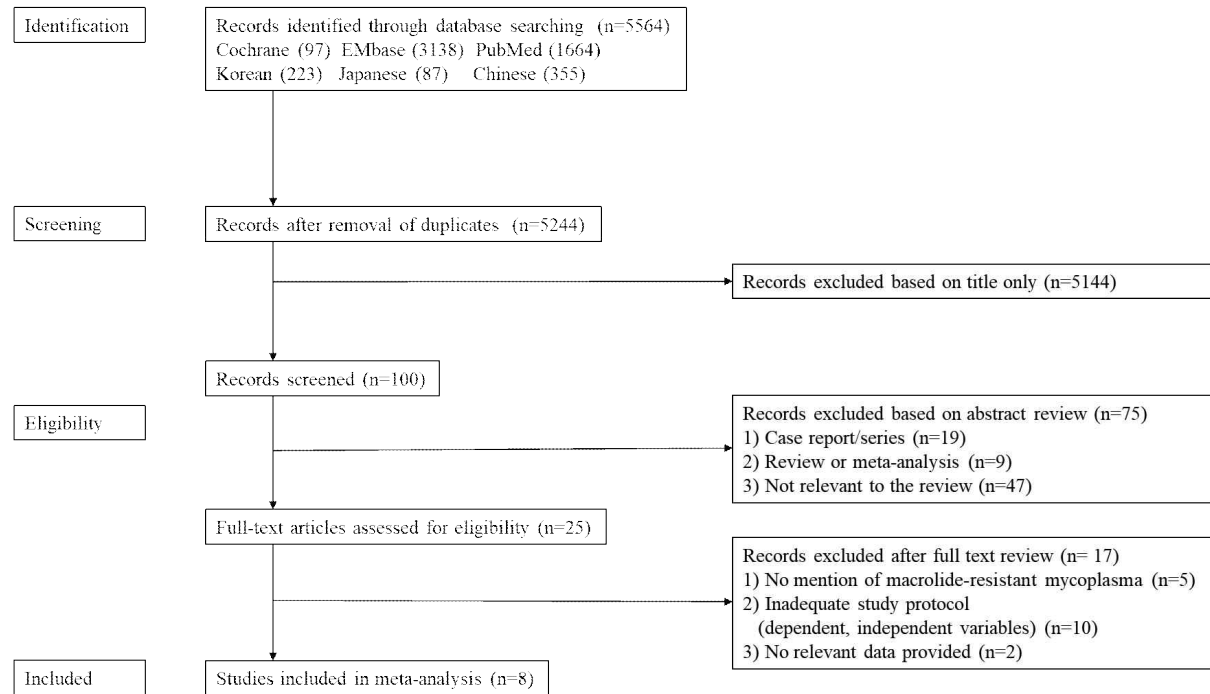 Identification
Records identified through database searching (n=5564)
Cochrane (97) EMbase (3138) PubMed (1664)
Korean (223) Japanese (87) Chinese (355)
Screening
Records after removal of duplicates (n=5244)
Records excluded based on title only (n=5144)
Records screened (n=100)
Eligibility
Records excluded based on abstract review (n=75)
1) Case report/series (n=19)
2) Review or meta-analysis (n=9)
3) Not relevant to the review (n=47)
Full-text articles assessed for eligibility (n=25)
Records excluded after full text review (n= 17)
1) No mention of macrolide-resistant mycoplasma (n=5)
2) Inadequate study protocol
(dependent, independent variables) (n=10)
3) No relevant data provided (n=2)
Included
Studies included in meta-analysis (n=8)